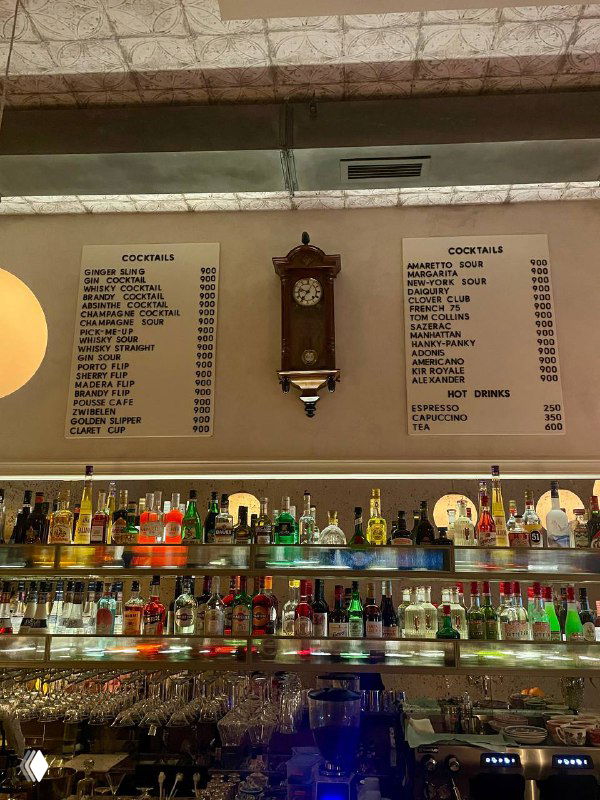 COCKTAILS
GINGER SLING 900
GIN COCKTAIL 900
WHISKY COCKTAIL 900
BRANDY COCKTAIL 900
ABSINTHE COCKTAIL 900
CHAMPAGNE COCKTAIL 900
CHAMPAGNE SOUR 900
PICK-ME-UP 900
WHISKY SOUR 900
WHISKY STRAIGHT 900
GIN SOUR 900
PORTO FLIP 900
SHERRY FLIP 900
MADERA FLIP 900
BRANDY FLIP 900
POUSSE CAFE 900
ZWIBELEN 900
GOLDEN SLIPPER 900
CLARET CUP 900
COCKTAILS
AMARETTO SOUR 900
MARGARITA 900
NEW-YORK SOUR 900
DAIQUIRY 900
CLOVER CLUB 900
FRENCH 75 900
TOM COLLINS 900
SAZERAC 900
MANHATTAN 900
HANKY-PANKY 900
ADONIS 900
AMERICANO 900
KIR ROYALE 900
ALEXANDER 900
HOT DRINKS
ESPRESSO 250
CAPUCCINO 350
TEA 600
51